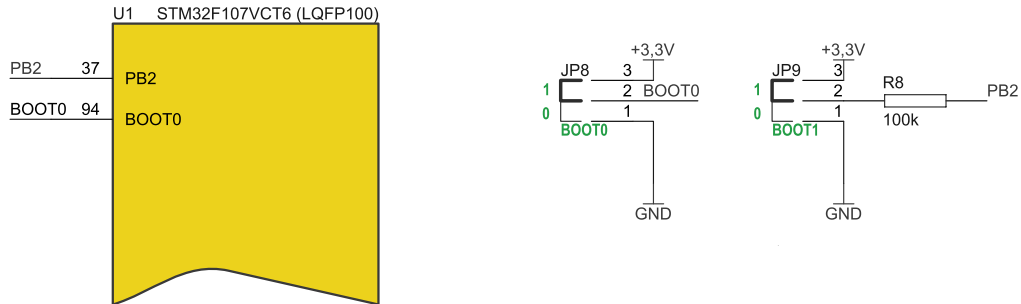 U1 STM32F107VCT6 (LQFP100)
PB2 37 PB2
BOOT0 94 BOOT0
+3,3V
JP8 3
1 2 BOOT0
0 1
BOOT0
GND
+3,3V
JP9 3 R8
1 2 PB2
0 1 100k
BOOT1
GND